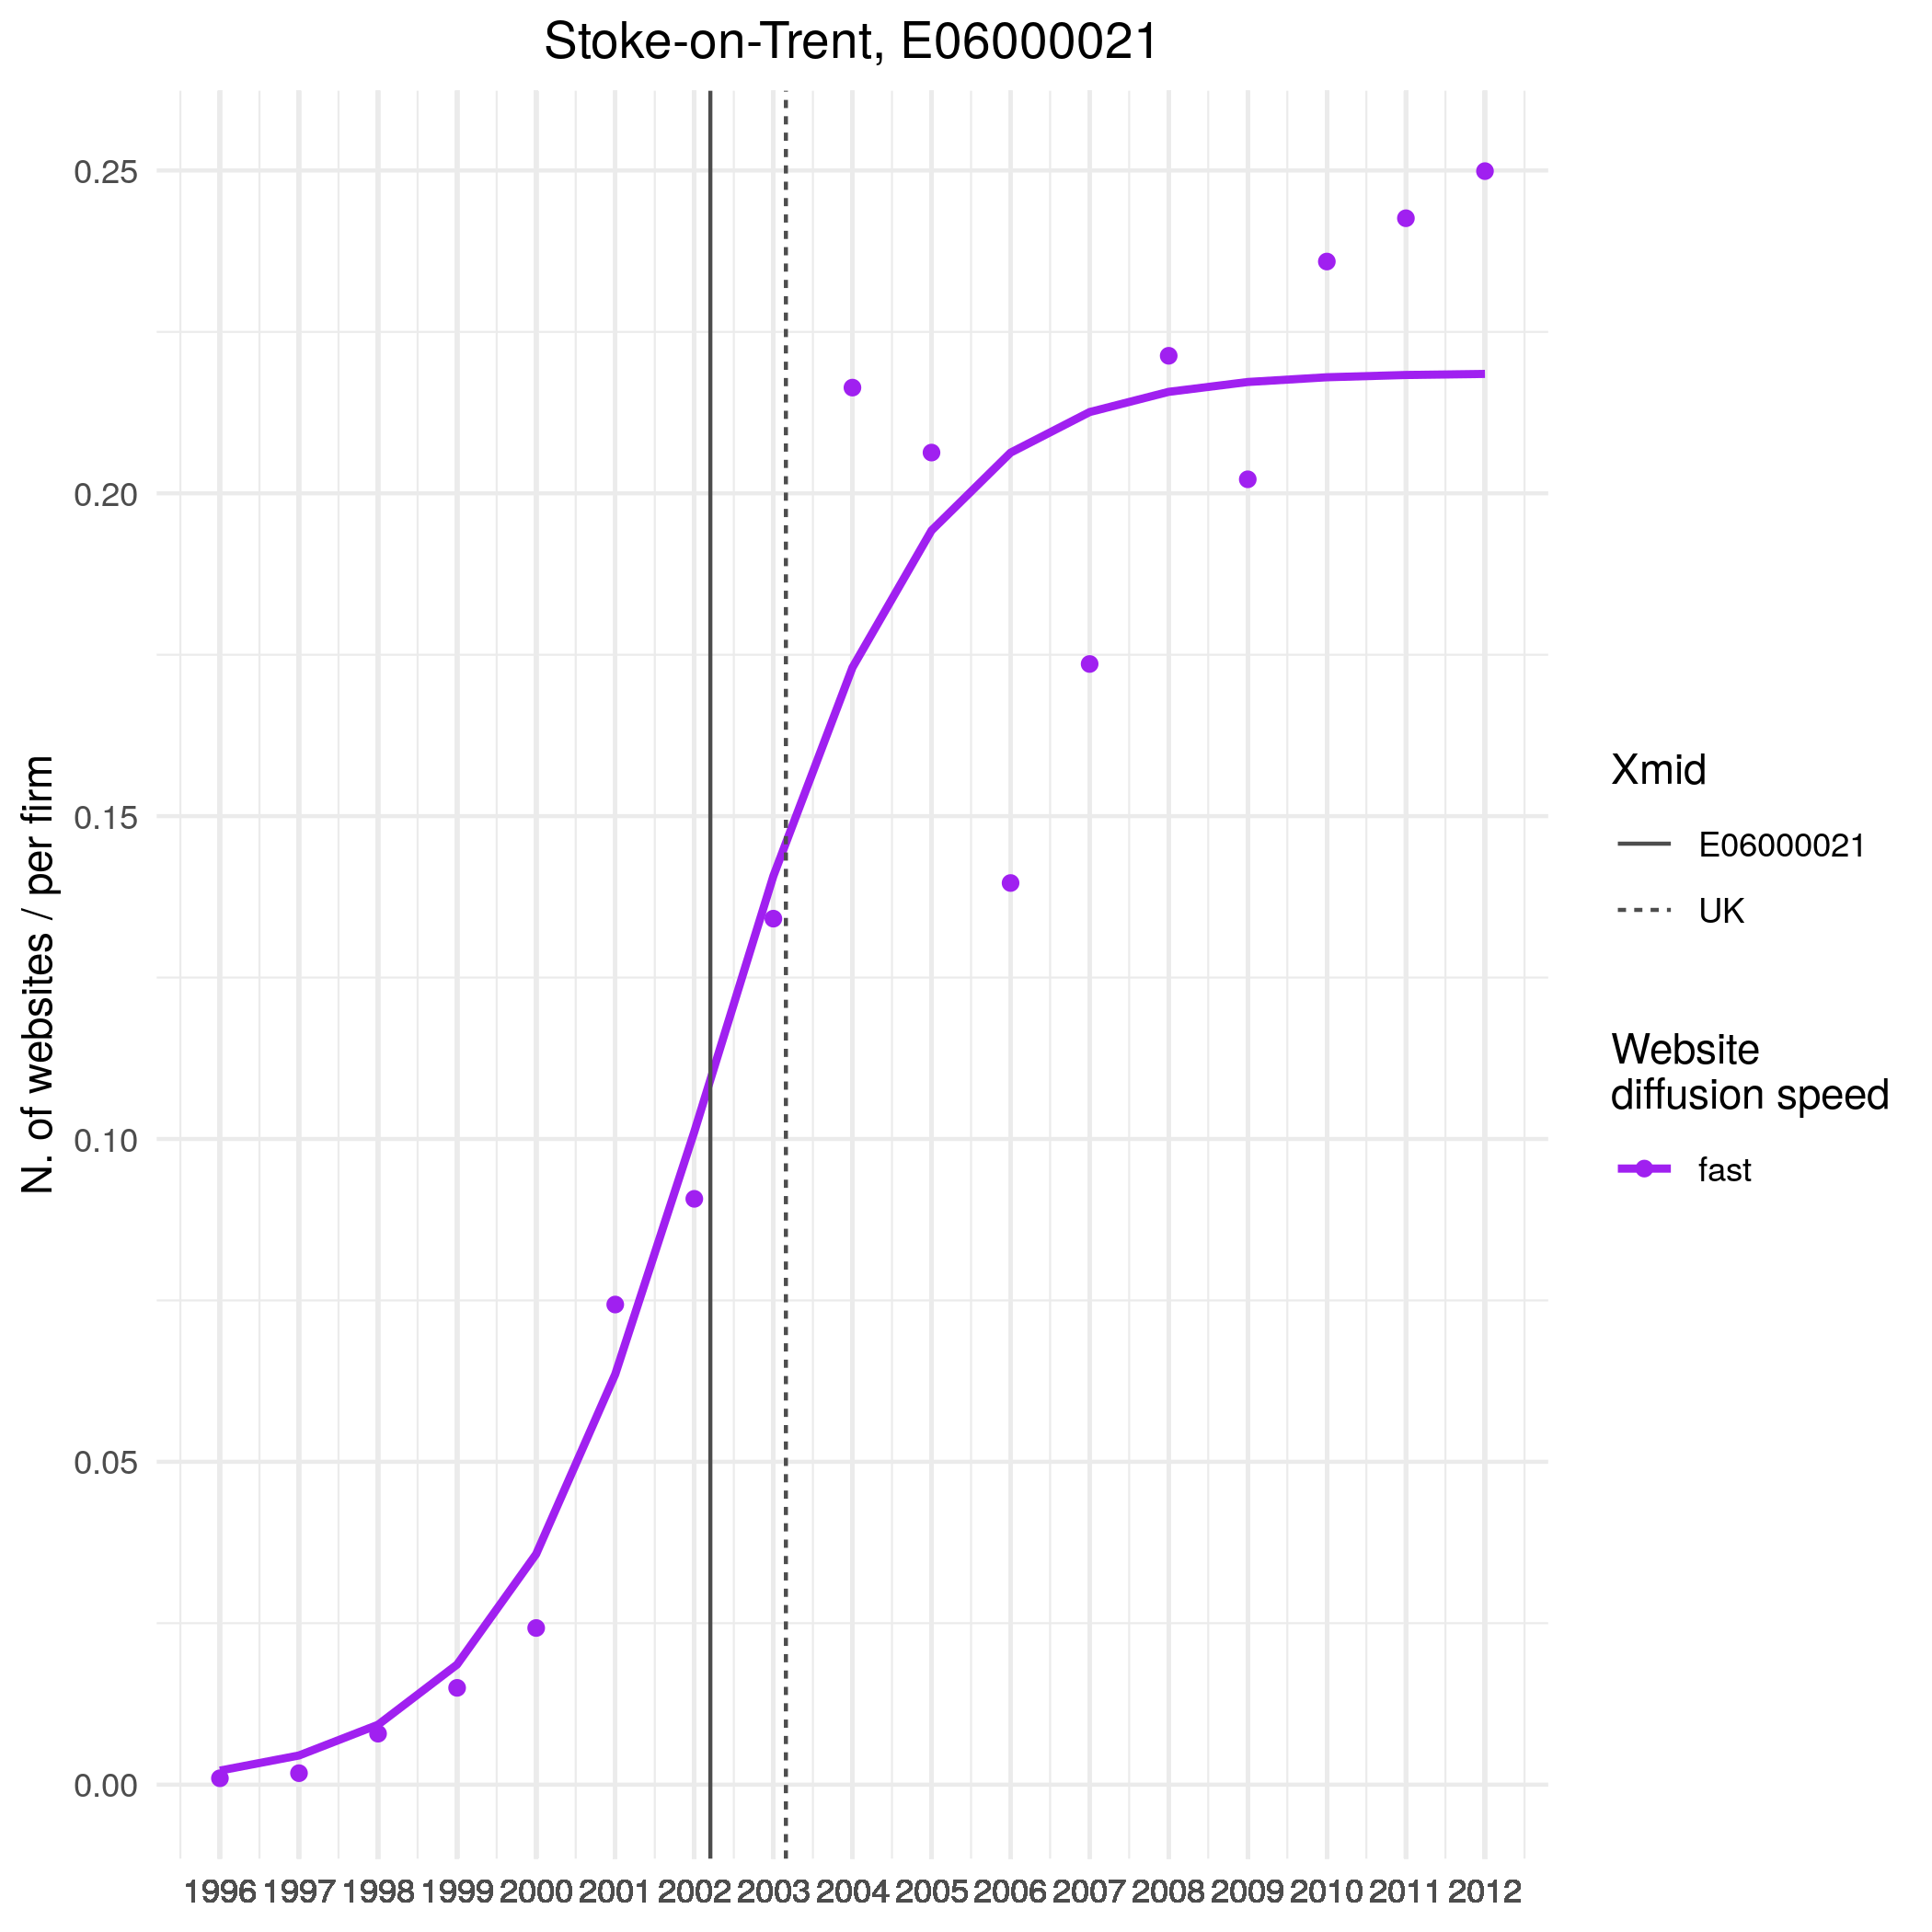 Stoke-on-Trent, E06000021
N. of websites / per firm
0.25
0.20
0.15
0.10
0.05
0.00
1996 1997 1998 1999 2000 2001 2002 2003 2004 2005 2006 2007 2008 2009 2010 2011 2012
Xmid
E06000021
UK
Website
diffusion speed
fast